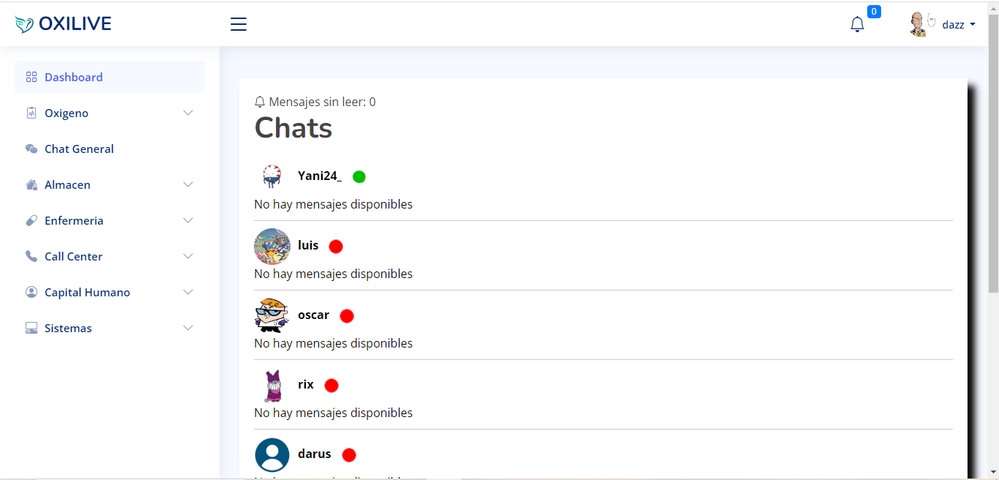 OXILIVE
0
dazz
Dashboard
Oxigeno
Chat General
Almacen
Enfermeria
Call Center
Capital Humano
Sistemas
Mensajes sin leer: 0
Chats
Yani24_
No hay mensajes disponibles
luis
No hay mensajes disponibles
oscar
No hay mensajes disponibles
rix
No hay mensajes disponibles
darus